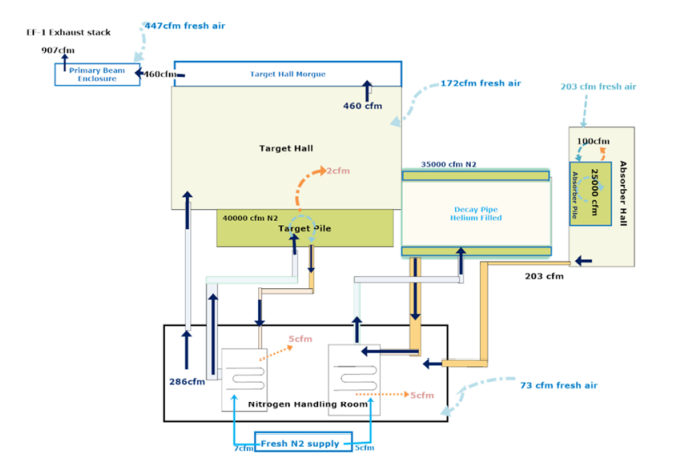 447cfm fresh air
EF-1 Exhaust stack
907cfm
Primary Beam
Enclosure
460cfm
Target Hall Morgue
172cfm fresh air
203 cfm fresh air
460 cfm
100cfm
Target Hall
35000 cfm N2
2cfm
25000 cfm
Absorber Pile
Absorber Hall
40000 cfm N2
Target Pile
Decay Pipe
Helium Filled
203 cfm
5cfm
286cfm
73 cfm fresh air
5cfm
Nitrogen Handling Room
7cfm
Fresh N2 supply
5cfm